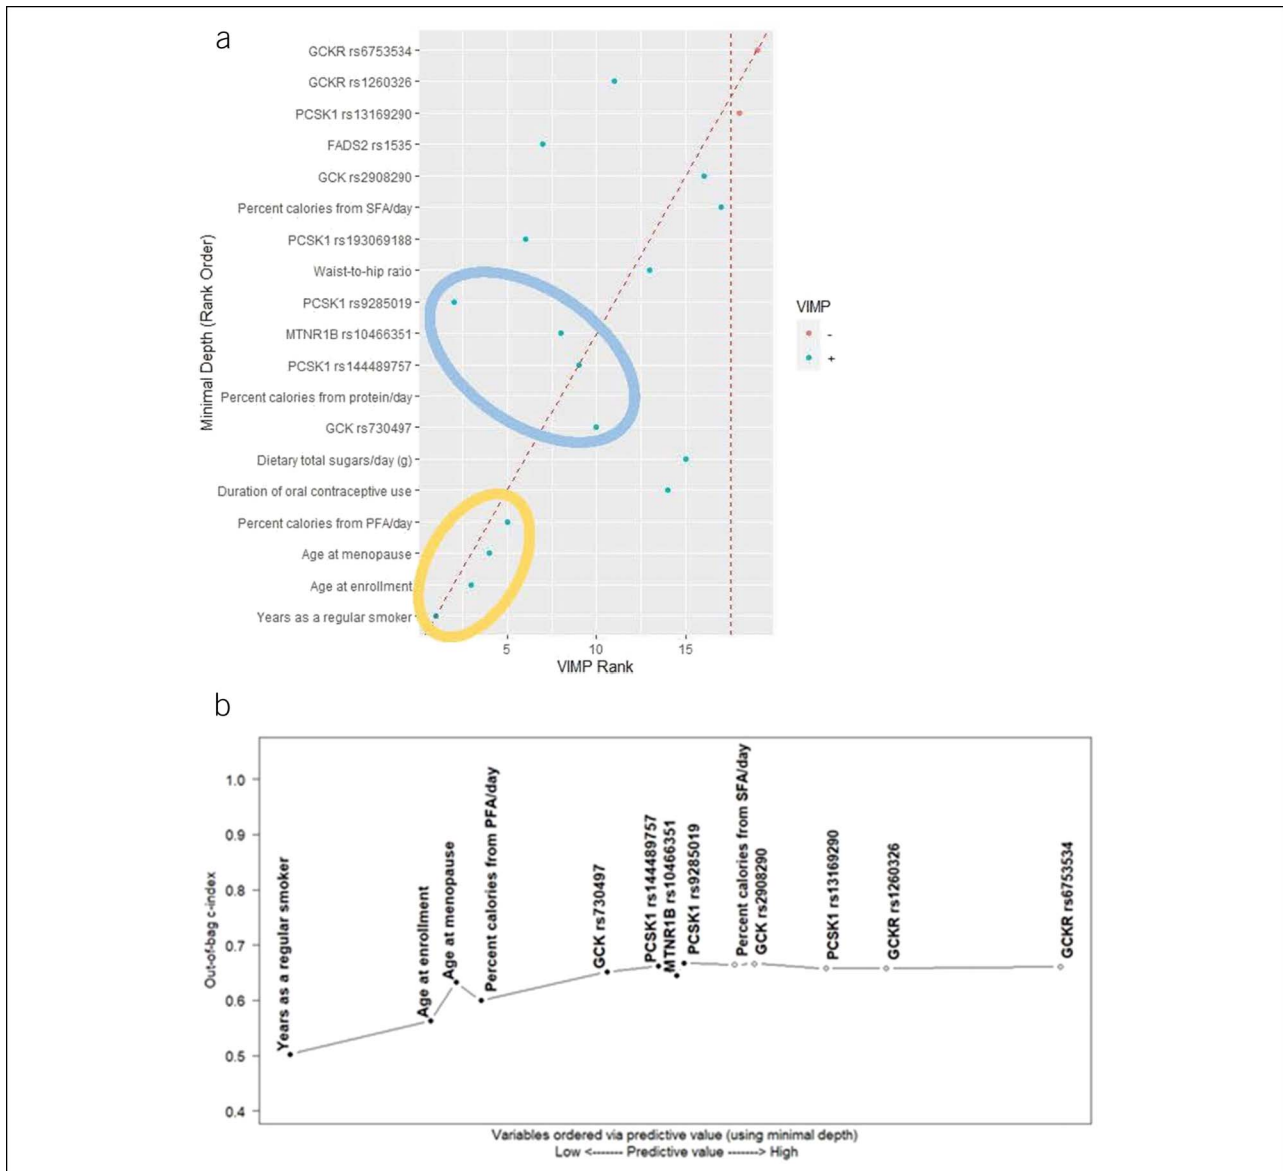 a
GCKR rs6753534
GCKR rs1260326
PCSK1 rs13169290
FADS2 rs1535
GCK rs2908290
Percent calories from SFA/day
PCSK1 rs193069188
Waist-to-hip ratio
PCSK1 rs9285019
MTNR1B rs10466351
PCSK1 rs144489757
Percent calories from protein/day
GCK rs730497
Dietary total sugars/day (g)
Duration of oral contraceptive use
Percent calories from PFA/day
Age at menopause
Age at enrollment
Years as a regular smoker
Minimal Depth (Rank Order)
5 10 15
VIMP Rank
VIMP
-
+
b
1.0
0.9
0.8
0.7
0.6
0.5
0.4
Out-of-bag c-index
Years as a regular smoker
Age at enrollment
Age at menopause
Percent calories from PFA/day
GCK rs730497
PCSK1 rs144489757
MTNR1B rs10466351
PCSK1 rs9285019
Percent calories from SFA/day
GCK rs2908290
PCSK1 rs13169290
GCKR rs1260326
GCKR rs6753534
Variables ordered via predictive value (using minimal depth)
Low <------- Predictive value -------> High